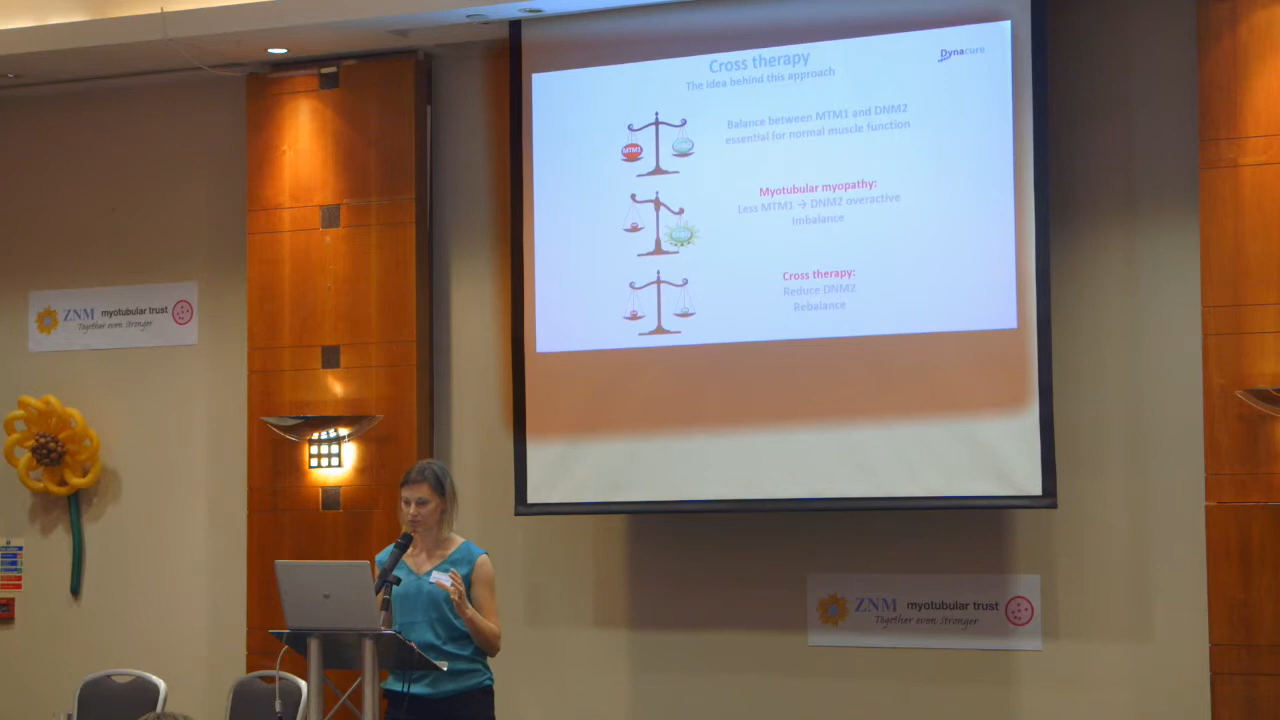 Cross therapy
The idea behind this approach
Dynacure
Balance between MTM1 and DNM2
essential for normal muscle function
MTM1
Myotubular myopathy:
Less MTM1 → DNM2 overactive
Imbalance
Cross therapy:
Reduce DNM2
Rebalance
ZNM myotubular trust
Together even Stronger
ZNM myotubular trust
Together even Stronger